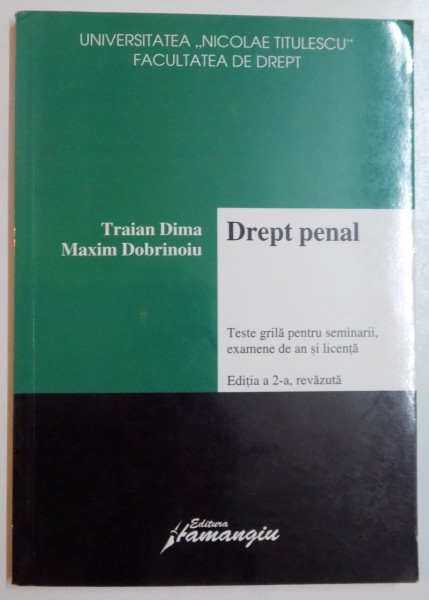 UNIVERSITATEA „NICOLAE TITULESCU”
FACULTATEA DE DREPT
Traian Dima
Maxim Dobrinoiu
Drept penal
Teste grilă pentru seminarii,
examene de an și licență
Ediția a 2-a, revăzută
Editura
Hamangiu